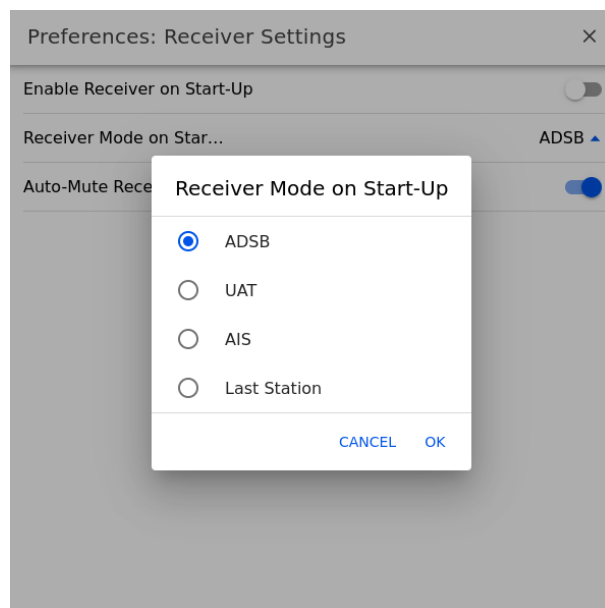 Preferences: Receiver Settings
Enable Receiver on Start-Up
Receiver Mode on Star… ADSB
Auto-Mute Rece
Receiver Mode on Start-Up
ADSB
UAT
AIS
Last Station
CANCEL OK